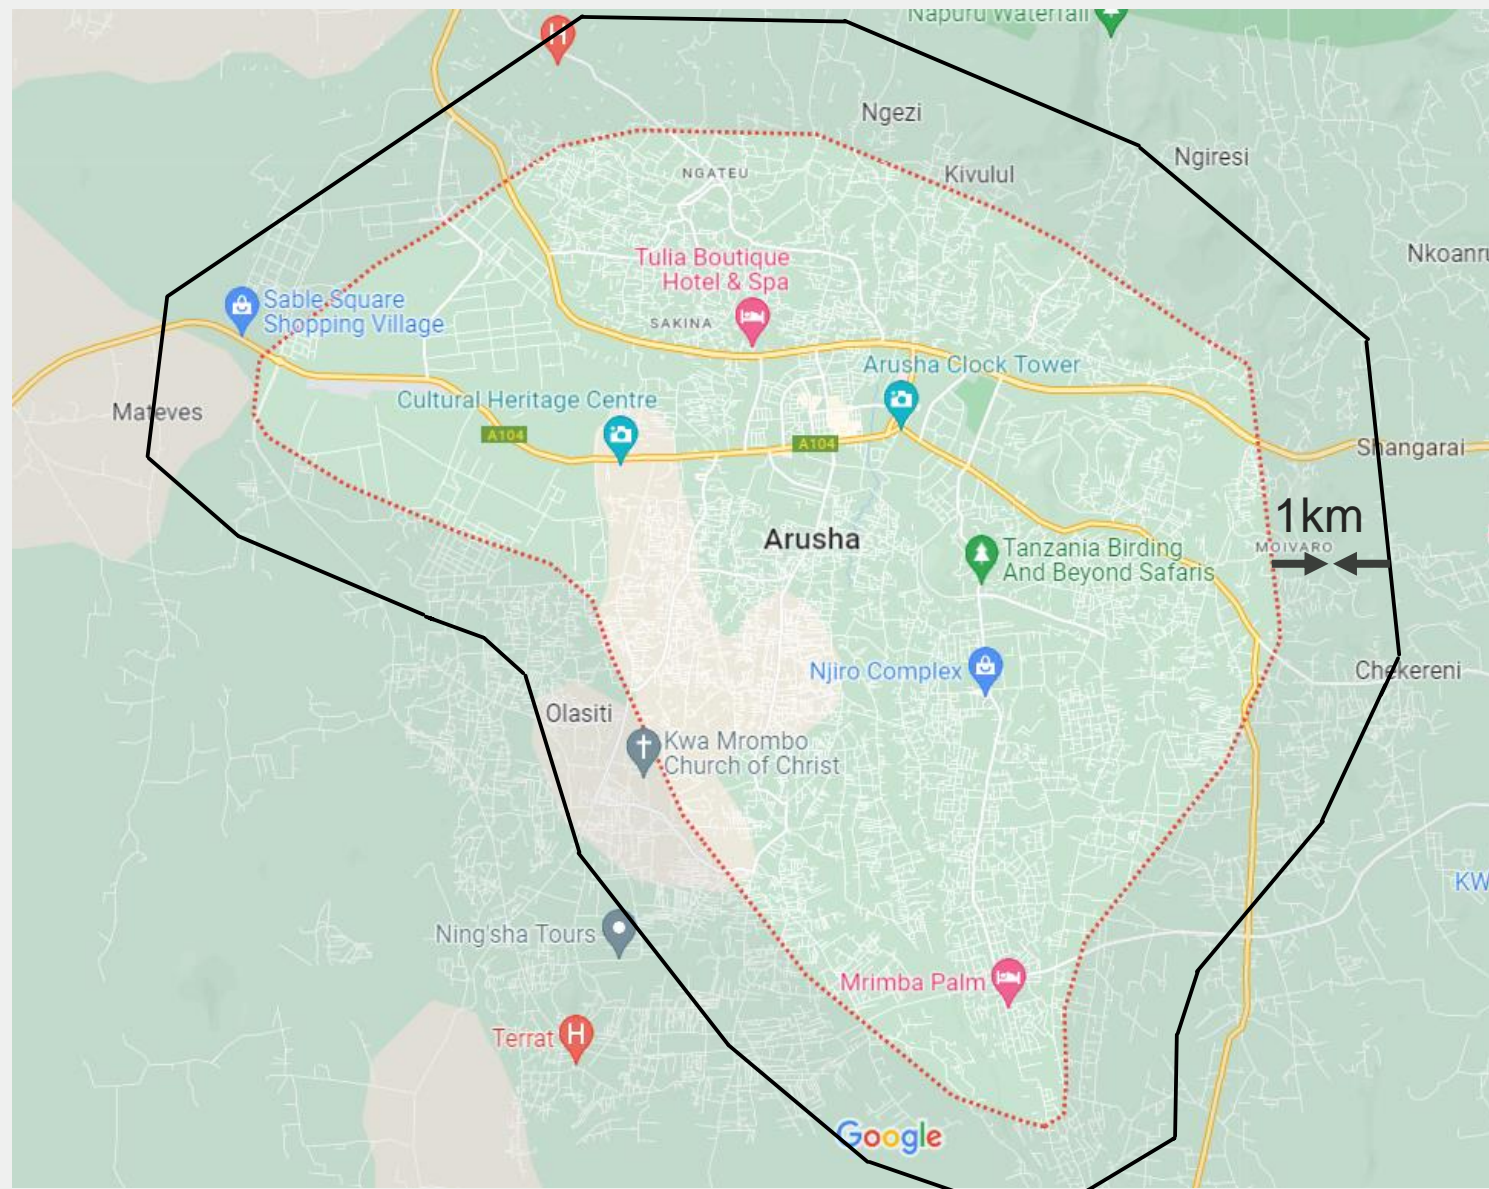 Napuru Waterfall
H
Ngezi
Ngiresi
NGATEU
Kivulul
Tulia Boutique
Hotel & Spa
Sable Square
Shopping Village
SAKINA
Arusha Clock Tower
Mateves
Cultural Heritage Centre
A104
A104
Shangarai
1km
Arusha
Tanzania Birding
And Beyond Safaris
MOIVARO
Njiro Complex
Chekereni
Olasiti
Kwa Mrombo
Church of Christ
KW
Ning'sha Tours
Mrimba Palm
Terrat
H
Google